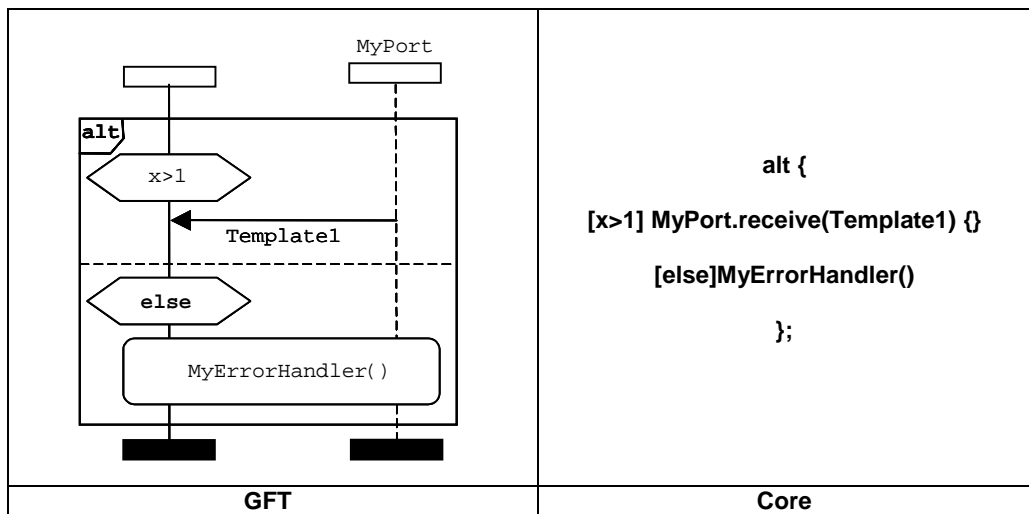 MyPort
alt
x>1
Template1
else
MyErrorHandler()
alt {
[x>1] MyPort.receive(Template1) {}
[else]MyErrorHandler()
};
GFT
Core